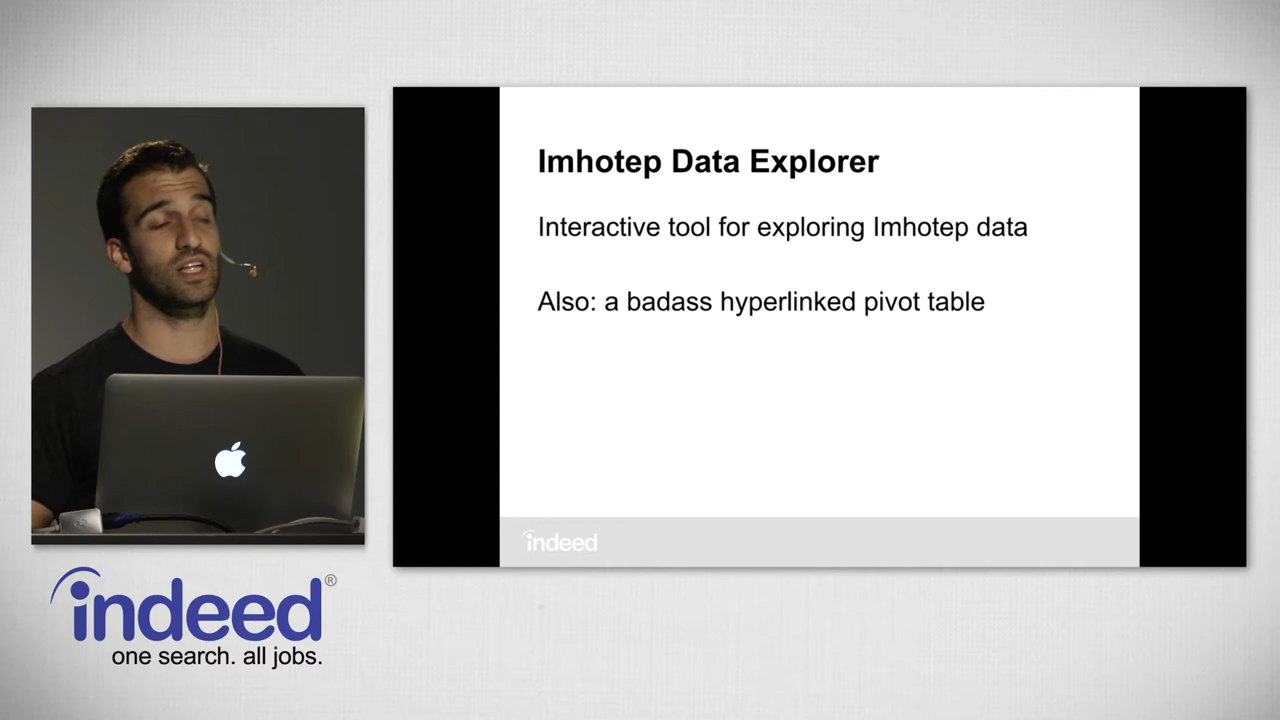 Imhotep Data Explorer
Interactive tool for exploring Imhotep data
Also: a badass hyperlinked pivot table
indeed
indeed®
one search. all jobs.